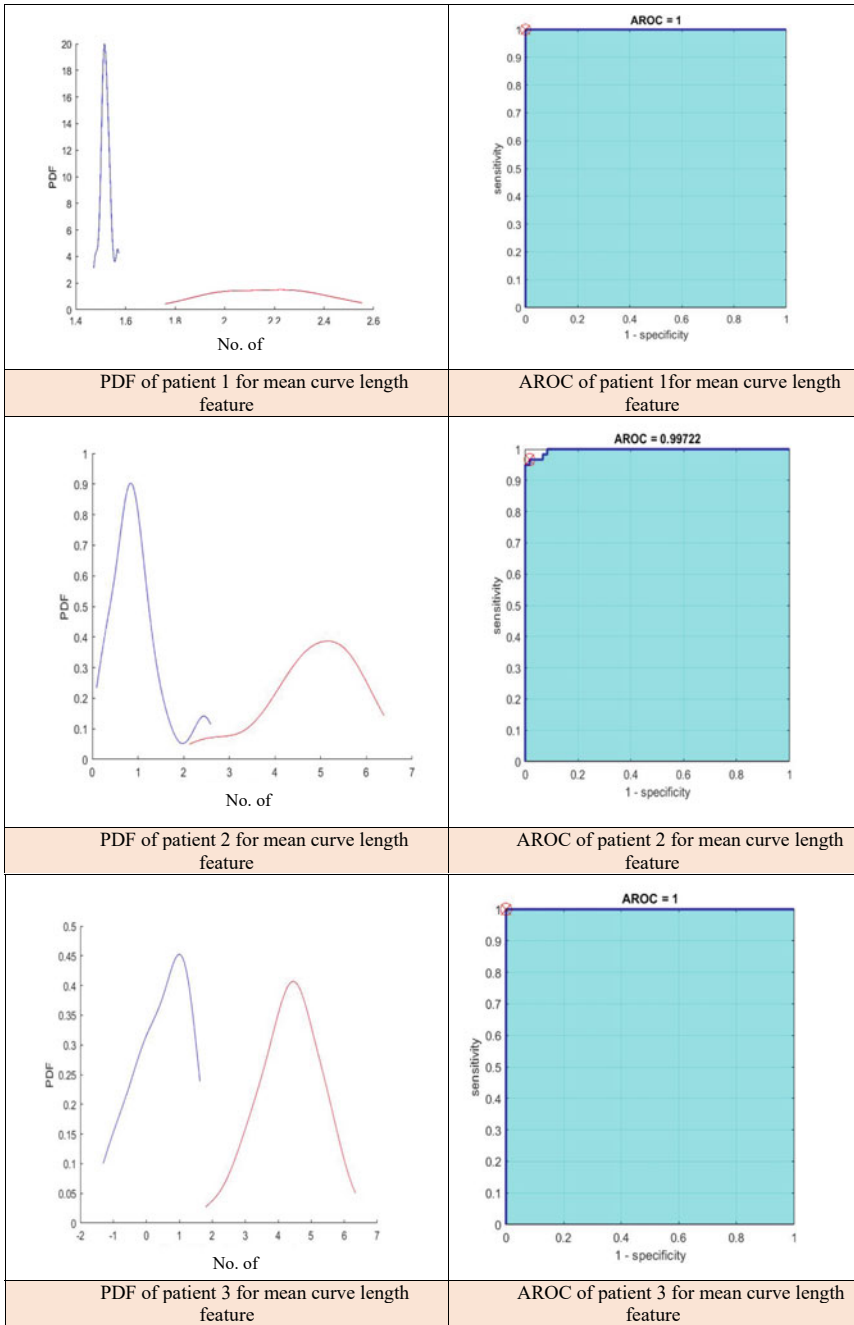 20
18
16
14
12
10
8
6
4
2
0
PDF
1.4 1.6 1.8 2 2.2 2.4 2.6
No. of
AROC = 1
1
0.9
0.8
0.7
0.6
0.5
0.4
0.3
0.2
0.1
0
sensitivity
0 0.2 0.4 0.6 0.8 1
1 - specificity
PDF of patient 1 for mean curve length
feature
AROC of patient 1for mean curve length
feature
1
0.9
0.8
0.7
0.6
0.5
0.4
0.3
0.2
0.1
0
PDF
0 1 2 3 4 5 6 7
No. of
AROC = 0.99722
1
0.9
0.8
0.7
0.6
0.5
0.4
0.3
0.2
0.1
0
sensitivity
0 0.2 0.4 0.6 0.8 1
1 - specificity
PDF of patient 2 for mean curve length
feature
AROC of patient 2 for mean curve length
feature
0.5
0.45
0.4
0.35
0.3
0.25
0.2
0.15
0.1
0.05
0
PDF
-2 -1 0 1 2 3 4 5 6 7
No. of
AROC = 1
1
0.9
0.8
0.7
0.6
0.5
0.4
0.3
0.2
0.1
0
sensitivity
0 0.2 0.4 0.6 0.8 1
1 - specificity
PDF of patient 3 for mean curve length
feature
AROC of patient 3 for mean curve length
feature